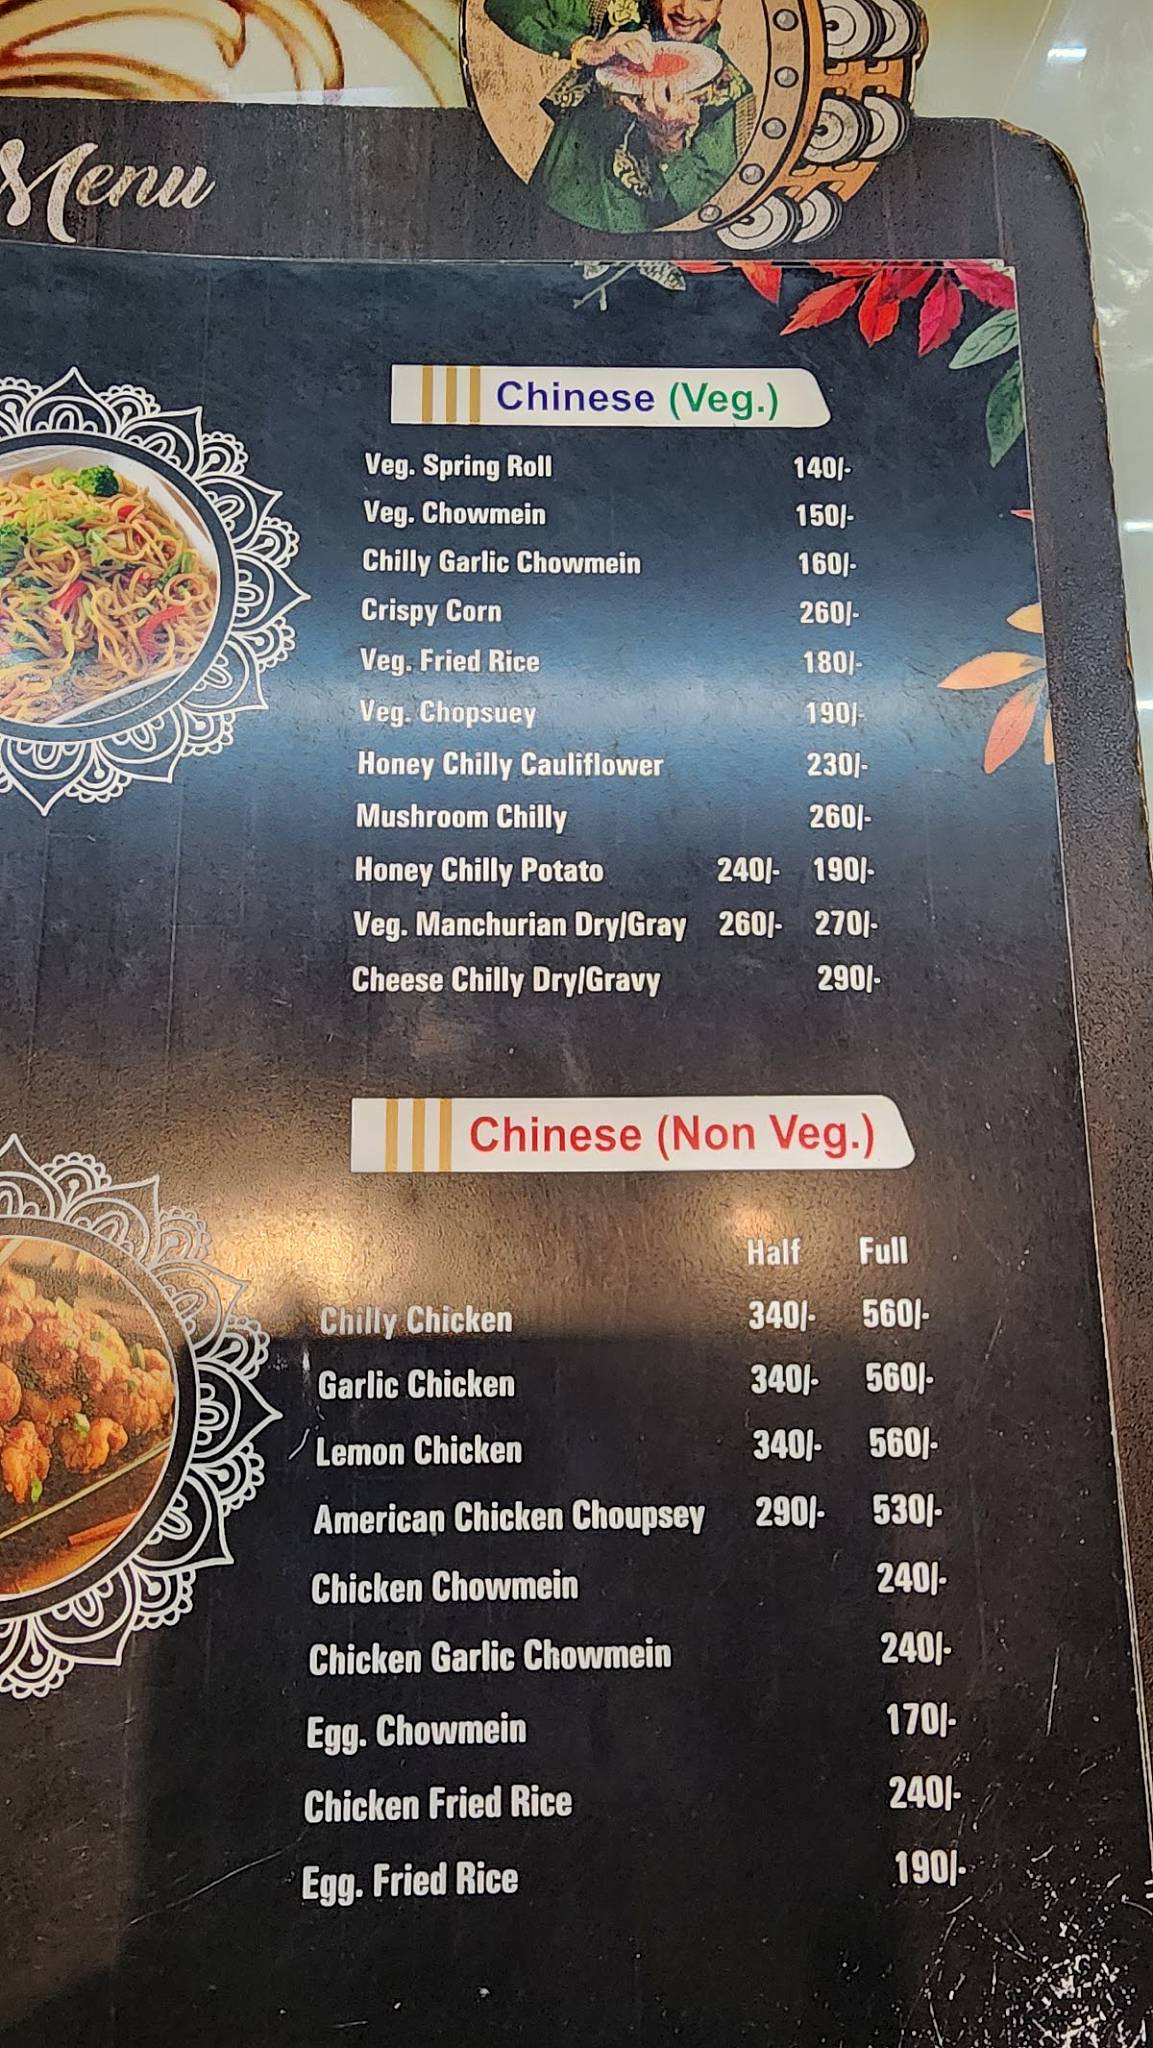 Menu
Chinese (Veg.)
Veg. Spring Roll 140/-
Veg. Chowmein 150/-
Chilly Garlic Chowmein 160/-
Crispy Corn 260/-
Veg. Fried Rice 180/-
Veg. Chopsuey 190/-
Honey Chilly Cauliflower 230/-
Mushroom Chilly 260/-
Honey Chilly Potato 240/- 190/-
Veg. Manchurian Dry/Gray 260/- 270/-
Cheese Chilly Dry/Gravy 290/-
Chinese (Non Veg.)
Half Full
Chilly Chicken 340/- 560/-
Garlic Chicken 340/- 560/-
Lemon Chicken 340/- 560/-
American Chicken Choupsey 290/- 530/-
Chicken Chowmein 240/-
Chicken Garlic Chowmein 240/-
Egg. Chowmein 170/-
Chicken Fried Rice 240/-
Egg. Fried Rice 190/-